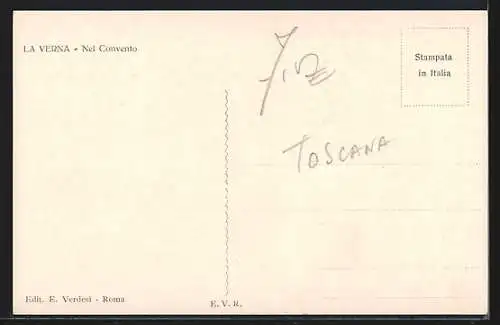 LA VERNA - Nel Convento
Stampata
in Italia
TOSCANA
Edit. E. Verdesi - Roma
E. V. R.